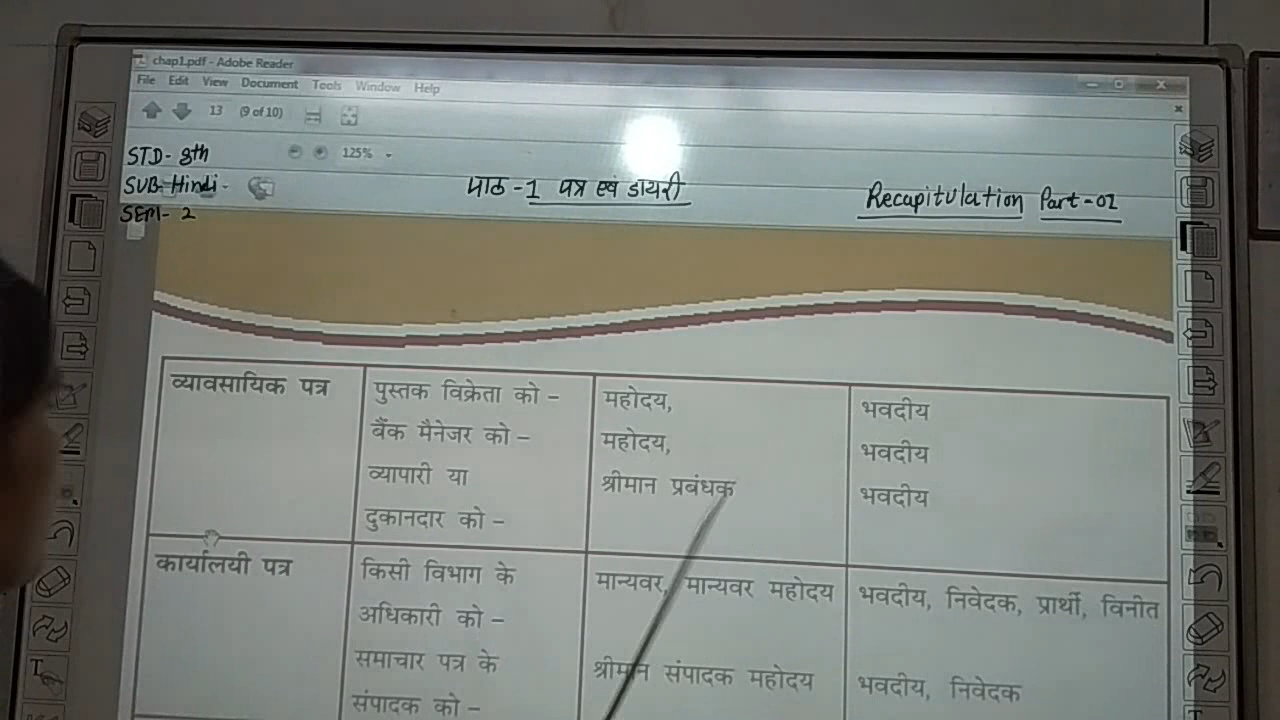 chap1.pdf - Adobe Reader
File Edit View Document Tools Window Help
13 (9 of 10)
125%
STD- 8th
SUB- Hindi-
SEM- 2
पाठ -1 पत्र एवं डायरी
Recapitulation Part-02
व्यावसायिक पत्र
पुस्तक विक्रेता को – महोदय, भवदीय
बैंक मैनेजर को – महोदय, भवदीय
व्यापारी या श्रीमान प्रबंधक भवदीय
दुकानदार को –
कार्यालयी पत्र
किसी विभाग के मान्यवर, मान्यवर महोदय भवदीय, निवेदक, प्रार्थी, विनीत
अधिकारी को –
समाचार पत्र के श्रीमान संपादक महोदय भवदीय, निवेदक
संपादक को –
T